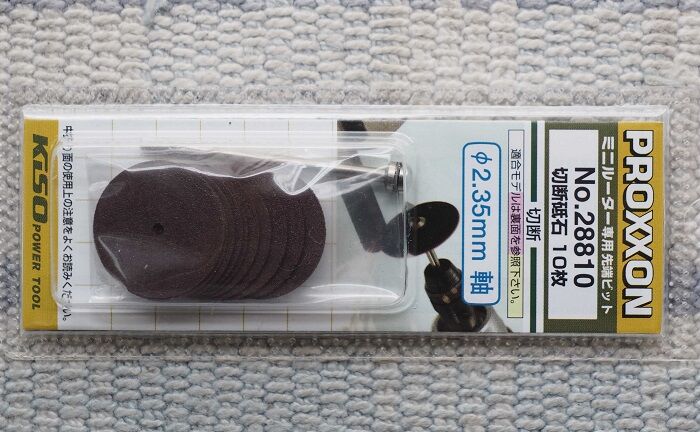 PROXXON
ミニルーター専用 先端ビット
No.28810
切断砥石 10枚
切断
適合モデルは裏面を参照下さい。
φ2.35mm 軸
の面の使用上の注意をよくお読みください。
KISO POWER TOOL